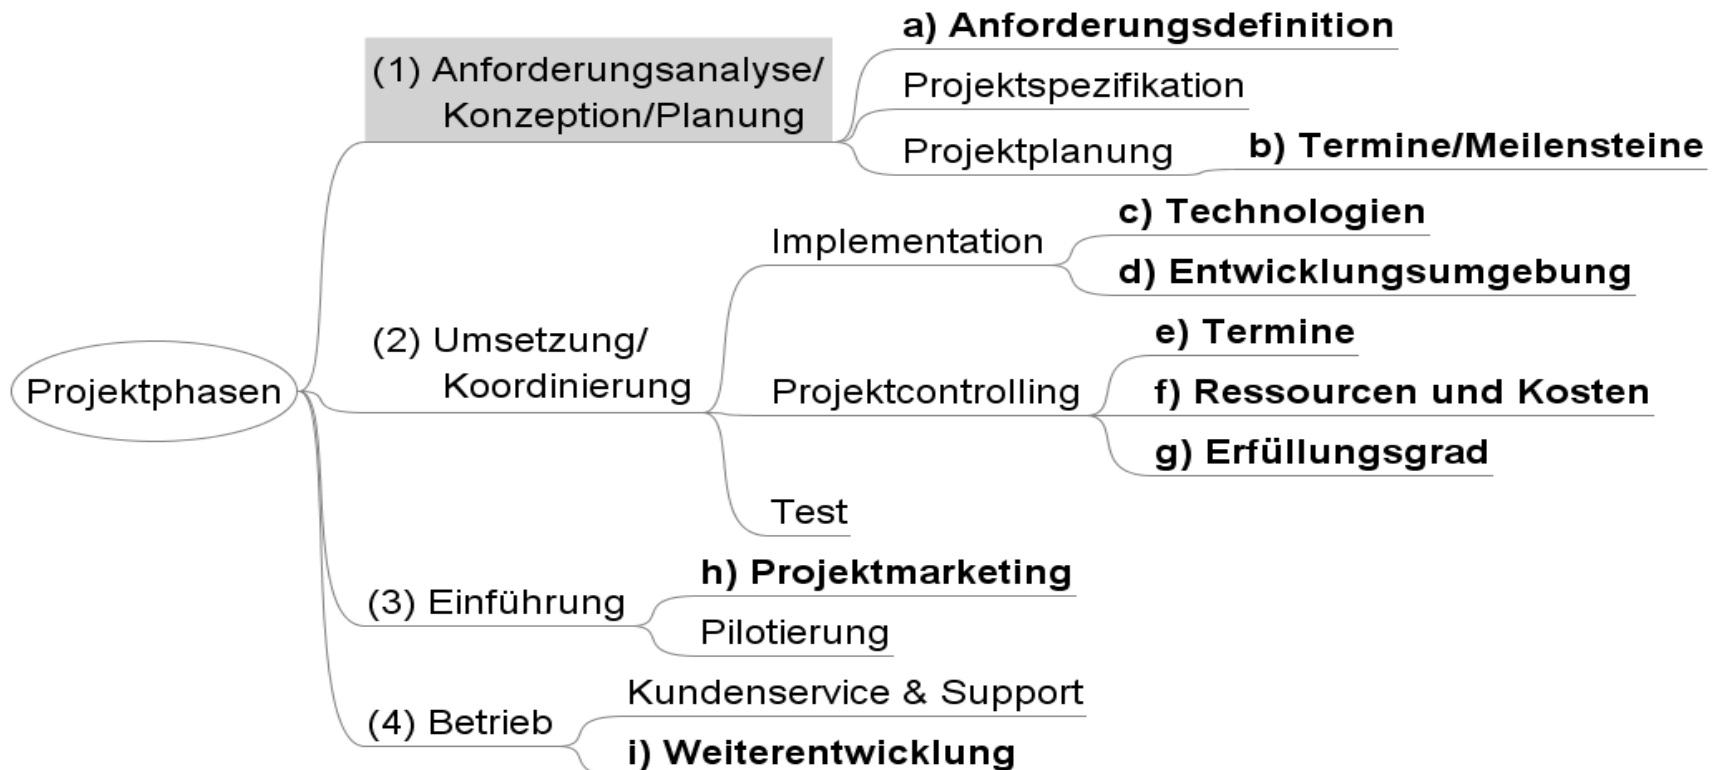 a) Anforderungsdefinition
(1) Anforderungsanalyse/
Konzeption/Planung
Projektspezifikation
Projektplanung
b) Termine/Meilensteine
c) Technologien
Implementation
d) Entwicklungsumgebung
(2) Umsetzung/
Koordinierung
e) Termine
Projektphasen
Projektcontrolling
f) Ressourcen und Kosten
g) Erfüllungsgrad
Test
h) Projektmarketing
(3) Einführung
Pilotierung
Kundenservice & Support
(4) Betrieb
i) Weiterentwicklung